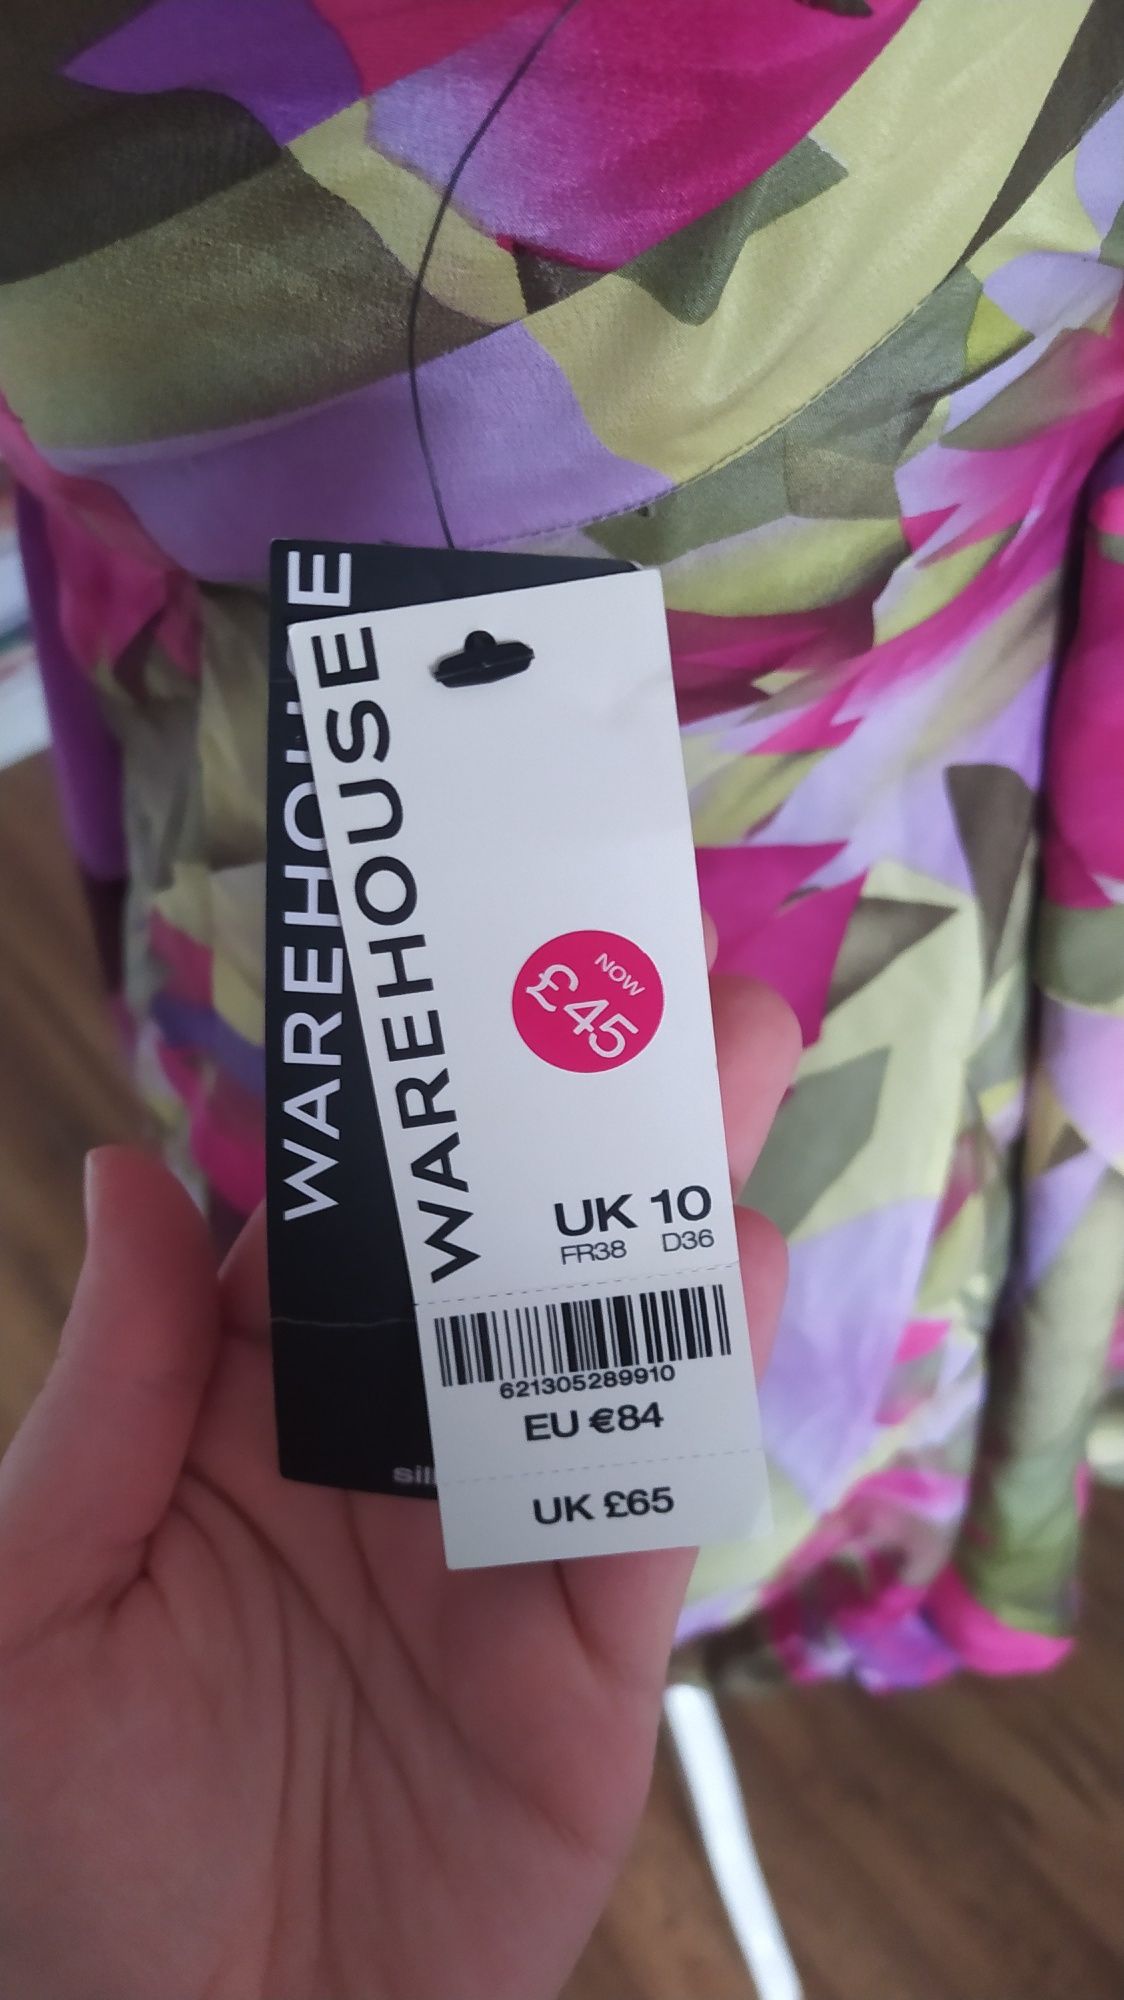 WAREHOUSE
WAREHOUSE
NOW
£45
UK 10
FR38 D36
621305289910
EU €84
UK £65